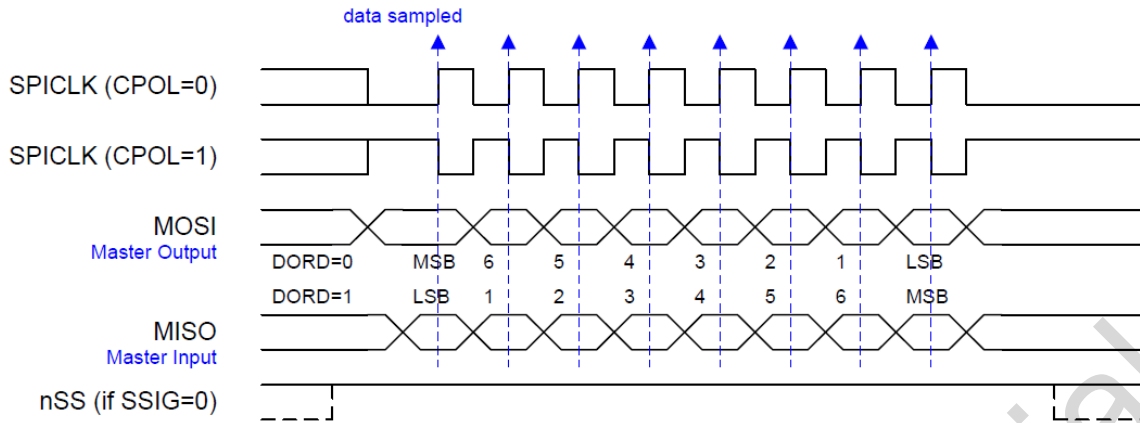 data sampled
SPICLK (CPOL=0)
SPICLK (CPOL=1)
MOSI
Master Output
DORD=0 MSB 6 5 4 3 2 1 LSB
DORD=1 LSB 1 2 3 4 5 6 MSB
MISO
Master Input
nSS (if SSIG=0)